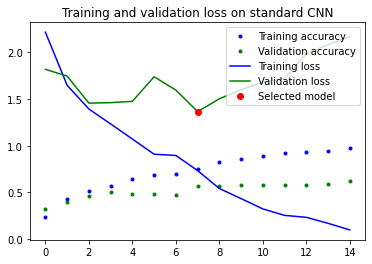 Training and validation loss on standard CNN
Training accuracy
Validation accuracy
Training loss
Validation loss
Selected model
2.0
1.5
1.0
0.5
0.0
0 2 4 6 8 10 12 14